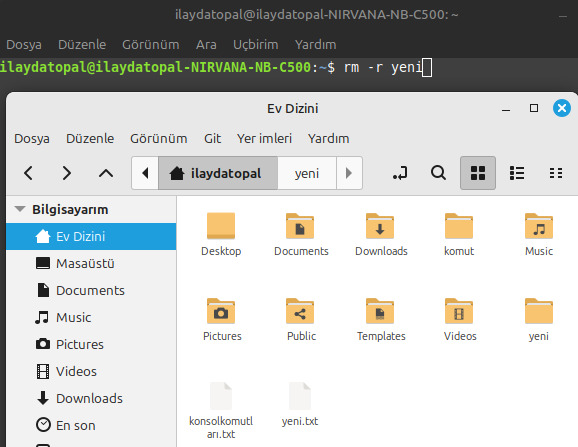 ilaydatopal@ilaydatopal-NIRVANA-NB-C500: ~
Dosya Düzenle Görünüm Ara Uçbirim Yardım
ilaydatopal@ilaydatopal-NIRVANA-NB-C500:~$ rm -r yeni
Ev Dizini
Dosya Düzenle Görünüm Git Yer imleri Yardım
ilaydatopal yeni
Bilgisayarım
Ev Dizini
Masaüstü
Documents
Music
Pictures
Videos
Downloads
En son
Desktop Documents Downloads komut Music
Pictures Public Templates Videos yeni
konsolkomutl
arı.txt
yeni.txt